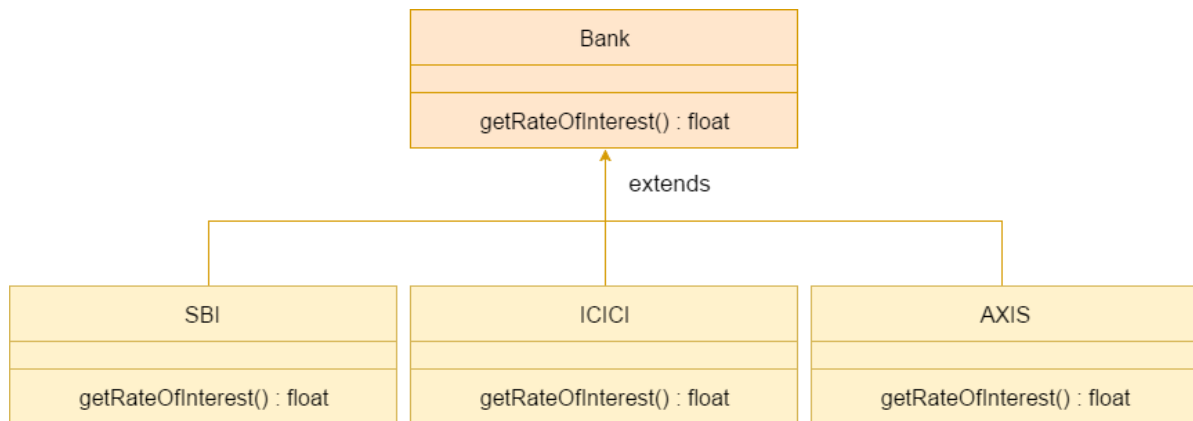 Bank
getRateOfInterest() : float
extends
SBI
ICICI
AXIS
getRateOfInterest() : float
getRateOfInterest() : float
getRateOfInterest() : float